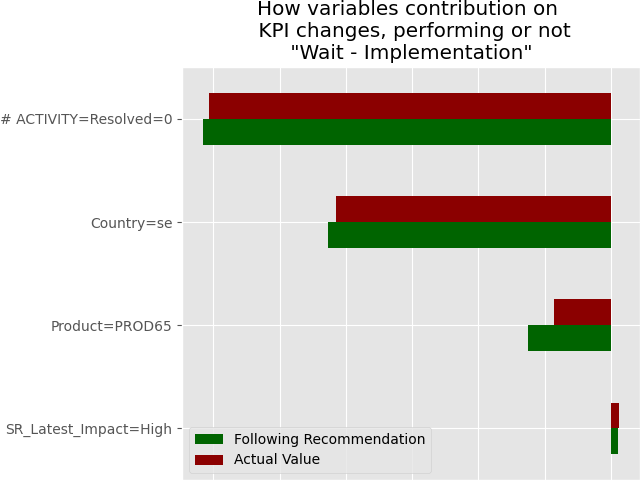 How variables contribution on
KPI changes, performing or not
"Wait - Implementation"
# ACTIVITY=Resolved=0
Country=se
Product=PROD65
SR_Latest_Impact=High
Following Recommendation
Actual Value